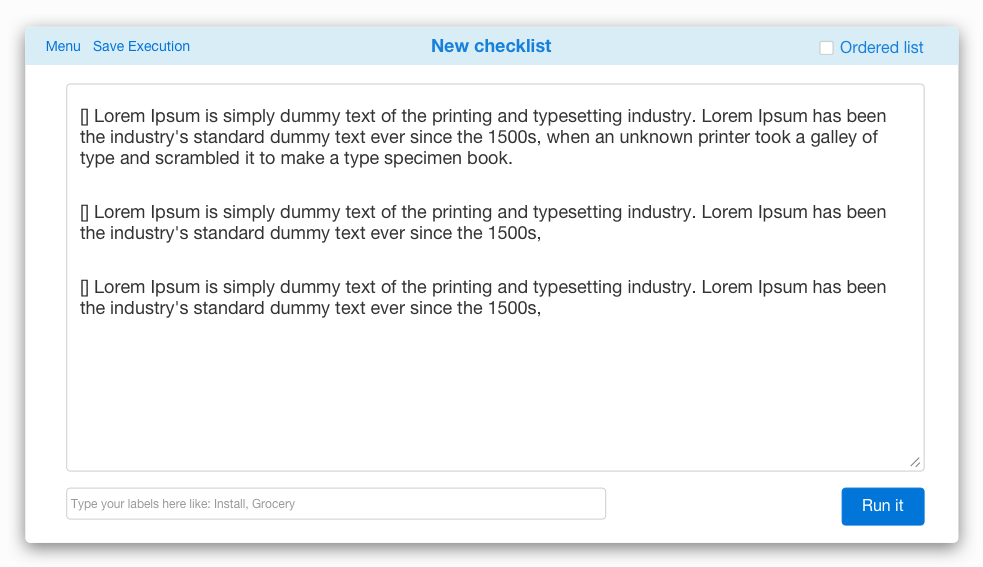 Menu Save Execution New checklist Ordered list
[] Lorem Ipsum is simply dummy text of the printing and typesetting industry. Lorem Ipsum has been
the industry's standard dummy text ever since the 1500s, when an unknown printer took a galley of
type and scrambled it to make a type specimen book.
[] Lorem Ipsum is simply dummy text of the printing and typesetting industry. Lorem Ipsum has been
the industry's standard dummy text ever since the 1500s,
[] Lorem Ipsum is simply dummy text of the printing and typesetting industry. Lorem Ipsum has been
the industry's standard dummy text ever since the 1500s,
Type your labels here like: Install, Grocery Run it